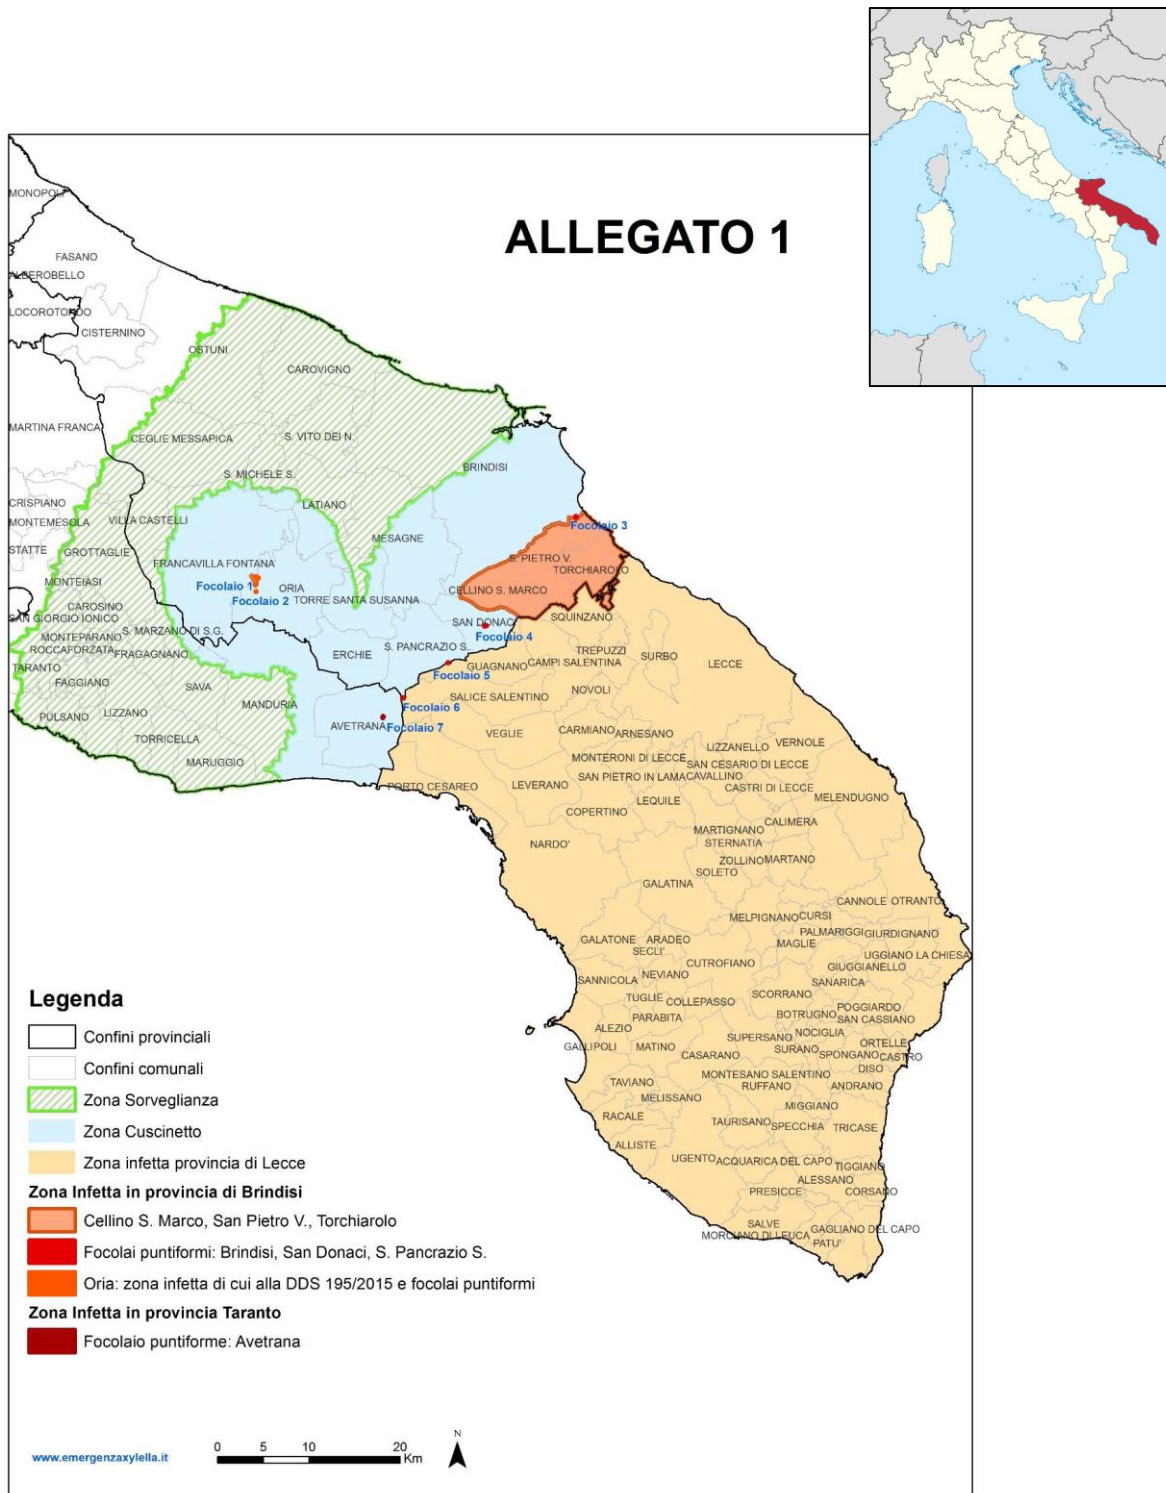 ALLEGATO 1
MONOPOLI
FASANO
ALBEROBELLO
LOCOROTONDO
CISTERNINO
OSTUNI
CAROVIGNO
MARTINA FRANCA
CEGLIE MESSAPICA
S. VITO DEI N.
BRINDISI
S. MICHELE S.
LATIANO
CRISPIANO
MONTEMESOLA
VILLA CASTELLI
MESAGNE
Focolaio 3
STATTE
GROTTAGLIE
FRANCAVILLA FONTANA
S. PIETRO V.
TORCHIAROLO
MONTEIASI
Focolaio 1
ORIA
CELLINO S. MARCO
Focolaio 2
TORRE SANTA SUSANNA
CAROSINO
SAN GIORGIO IONICO
S. MARZANO DI S.G.
SAN DONACI
SQUINZANO
MONTEPARANO
Focolaio 4
ROCCAFORZATA
FRAGAGNANO
ERCHIE
S. PANCRAZIO S.
TREPUZZI
SURBO
LECCE
TARANTO
GUAGNANO
CAMPI SALENTINA
Focolaio 5
FAGGIANO
SAVA
SALICE SALENTINO
NOVOLI
MANDURIA
Focolaio 6
PULSANO
LIZZANO
AVETRANA
Focolaio 7
VEGLIE
CARMIANO
ARNESANO
TORRICELLA
LIZZANELLO
VERNOLE
MARUGGIO
MONTERONI DI LECCE
SAN CESARIO DI LECCE
SAN PIETRO IN LAMA
CAVALLINO
PORTO CESAREO
LEVERANO
CASTRI DI LECCE
LEQUILE
MELENDUGNO
COPERTINO
CALIMERA
MARTIGNANO
NARDO'
STERNATIA
ZOLLINO
MARTANO
SOLETO
GALATINA
CANNOLE
OTRANTO
MELPIGNANO
CURSI
PALMARIGGI
GIURDIGNANO
GALATONE
ARADEO
MAGLIE
SECLI'
UGGIANO LA CHIESA
CUTROFIANO
GIUGGIANELLO
SANNICOLA
NEVIANO
SANARICA
TUGLIE
COLLEPASSO
SCORRANO
POGGIARDO
PARABITA
BOTRUGNO
SAN CASSIANO
ALEZIO
NOCIGLIA
SUPERSANO
ORTELLE
GALLIPOLI
MATINO
CASARANO
SURANO
SPONGANO
CASTRO
DISO
MONTESANO SALENTINO
TAVIANO
RUFFANO
ANDRANO
MELISSANO
MIGGIANO
RACALE
TAURISANO
SPECCHIA
TRICASE
ALLISTE
UGENTO
ACQUARICA DEL CAPO
TIGGIANO
ALESSANO
PRESICCE
CORSANO
SALVE
GAGLIANO DEL CAPO
MORCIANO DI LEUCA
PATU'
Legenda
Confini provinciali
Confini comunali
Zona Sorveglianza
Zona Cuscinetto
Zona infetta provincia di Lecce
Zona Infetta in provincia di Brindisi
Cellino S. Marco, San Pietro V., Torchiarolo
Focolai puntiformi: Brindisi, San Donaci, S. Pancrazio S.
Oria: zona infetta di cui alla DDS 195/2015 e focolai puntiformi
Zona Infetta in provincia Taranto
Focolaio puntiforme: Avetrana
www.emergenzaxylella.it
0 5 10 20
Km
N